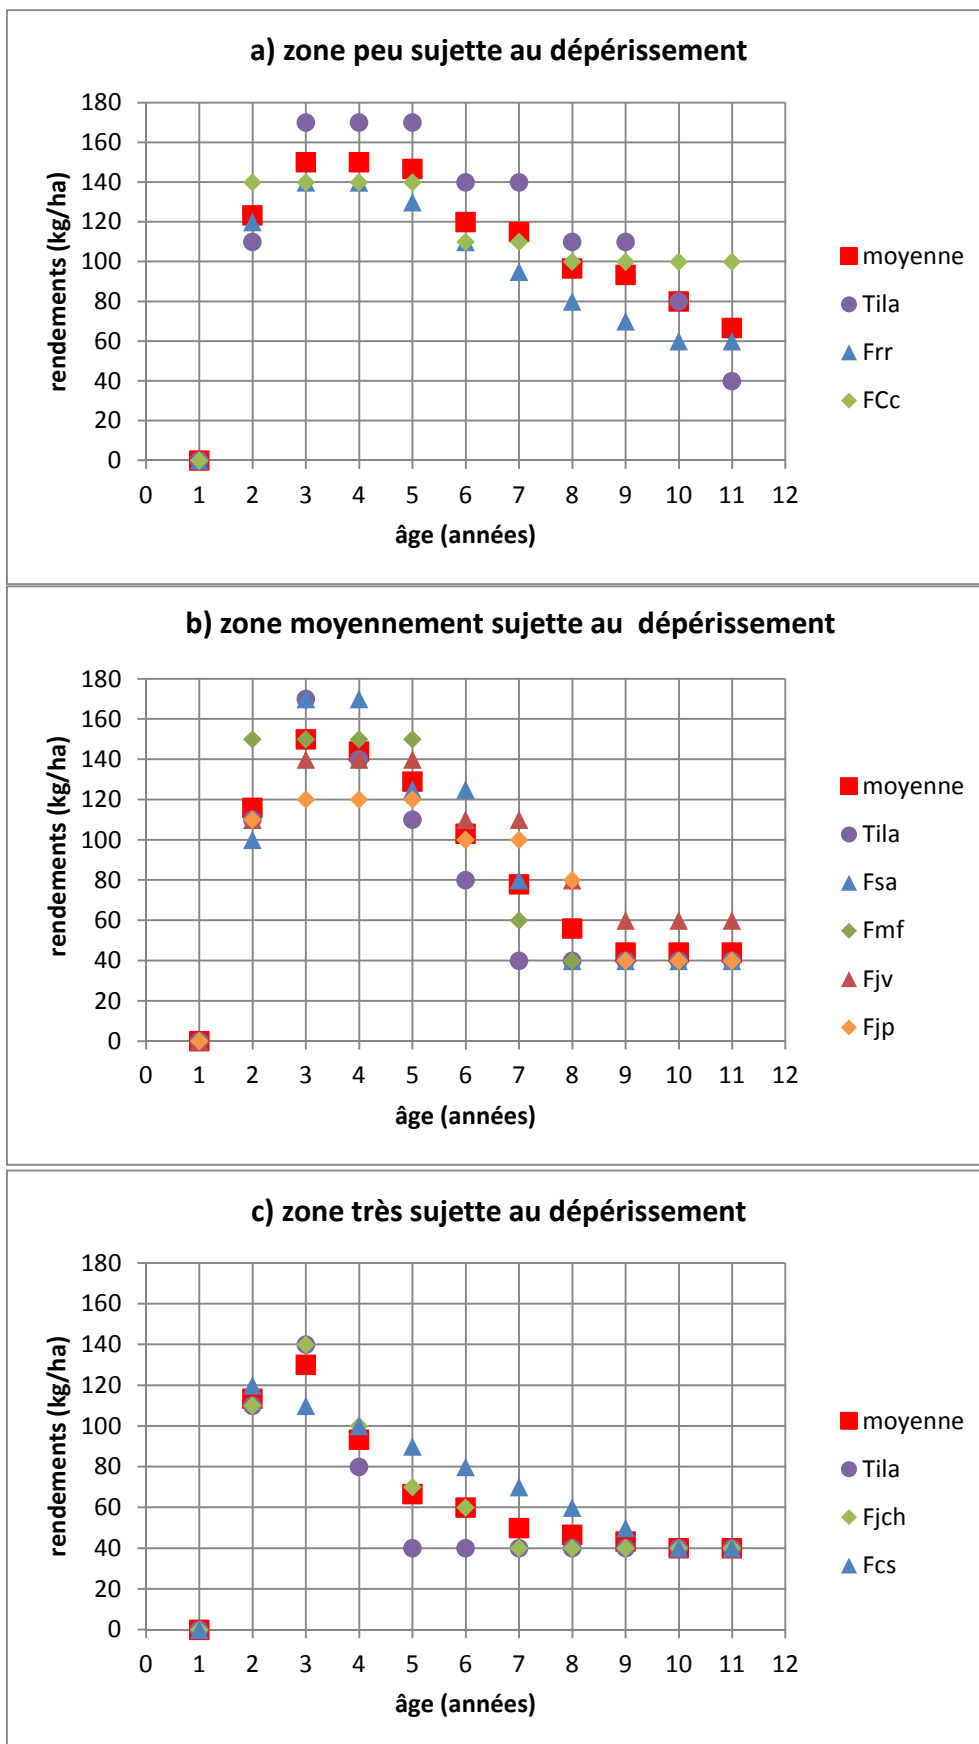 a) zone peu sujette au dépérissement
rendements (kg/ha)
180
160
140
120
100
80
60
40
20
0
0 1 2 3 4 5 6 7 8 9 10 11 12
âge (années)
moyenne
Tila
Frr
FCc
b) zone moyennement sujette au dépérissement
rendements (kg/ha)
180
160
140
120
100
80
60
40
20
0
0 1 2 3 4 5 6 7 8 9 10 11 12
âge (années)
moyenne
Tila
Fsa
Fmf
Fjv
Fjp
c) zone très sujette au dépérissement
rendements (kg/ha)
180
160
140
120
100
80
60
40
20
0
0 1 2 3 4 5 6 7 8 9 10 11 12
âge (années)
moyenne
Tila
Fjch
Fcs